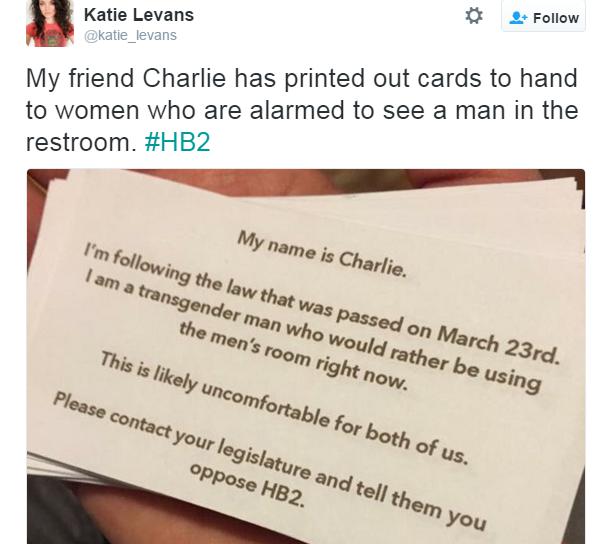 Katie Levans
@katie_levans
Follow
My friend Charlie has printed out cards to hand
to women who are alarmed to see a man in the
restroom. #HB2
My name is Charlie.
I'm following the law that was passed on March 23rd.
I am a transgender man who would rather be using
the men's room right now.
This is likely uncomfortable for both of us.
Please contact your legislature and tell them you
oppose HB2.